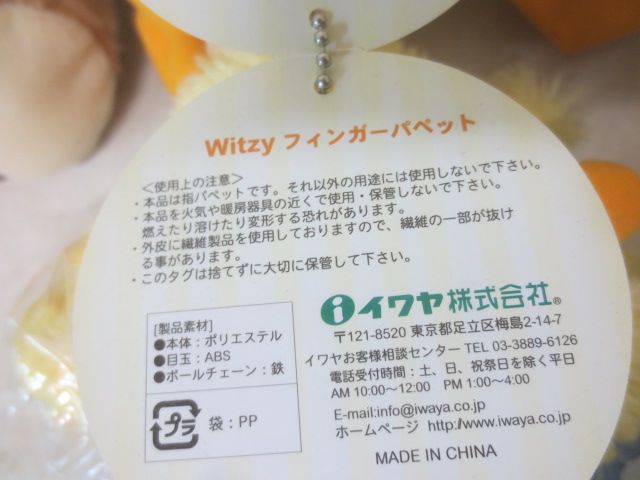 Witzy フィンガーパペット
＜使用上の注意＞
・本品は指パペットです。それ以外の用途には使用しないで下さい。
・本品を火気や暖房器具の近くで使用・保管しないで下さい。
燃えたり溶けたり変形する恐れがあります。
・外皮に繊維製品を使用しておりますので、繊維の一部が抜け
る事があります。
・このタグは捨てずに大切に保管して下さい。
[製品素材]
●本体：ポリエステル
●目玉：ABS
●ボールチェーン：鉄
プラ 袋：PP
イワヤ株式会社®
〒121-8520 東京都足立区梅島2-14-7
イワヤお客様相談センター TEL 03-3889-6126
電話受付時間：土、日、祝祭日を除く平日
AM 10:00～12:00 PM 1:00～4:00
E-mail:info@iwaya.co.jp
ホームページ http://www.iwaya.co.jp
MADE IN CHINA